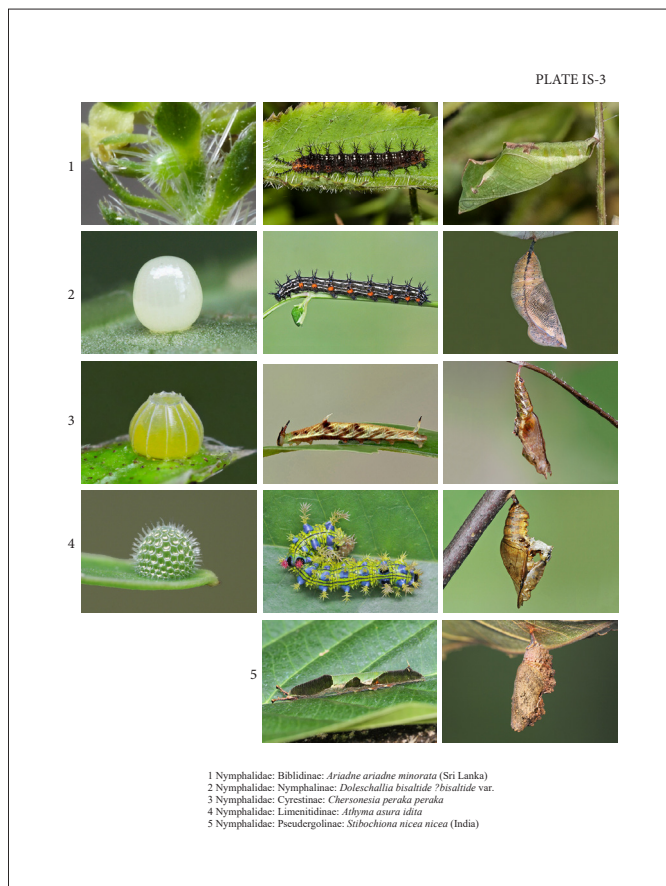 PLATE IS-3
1
2
3
4
5
1 Nymphalidae: Biblidinae: Ariadne ariadne minorata (Sri Lanka)
2 Nymphalidae: Nymphalinae: Doleschallia bisaltide ?bisaltide var.
3 Nymphalidae: Cyrestinae: Chersonesia peraka peraka
4 Nymphalidae: Limenitidinae: Athyma asura idita
5 Nymphalidae: Pseudergolinae: Stibochiona nicea nicea (India)